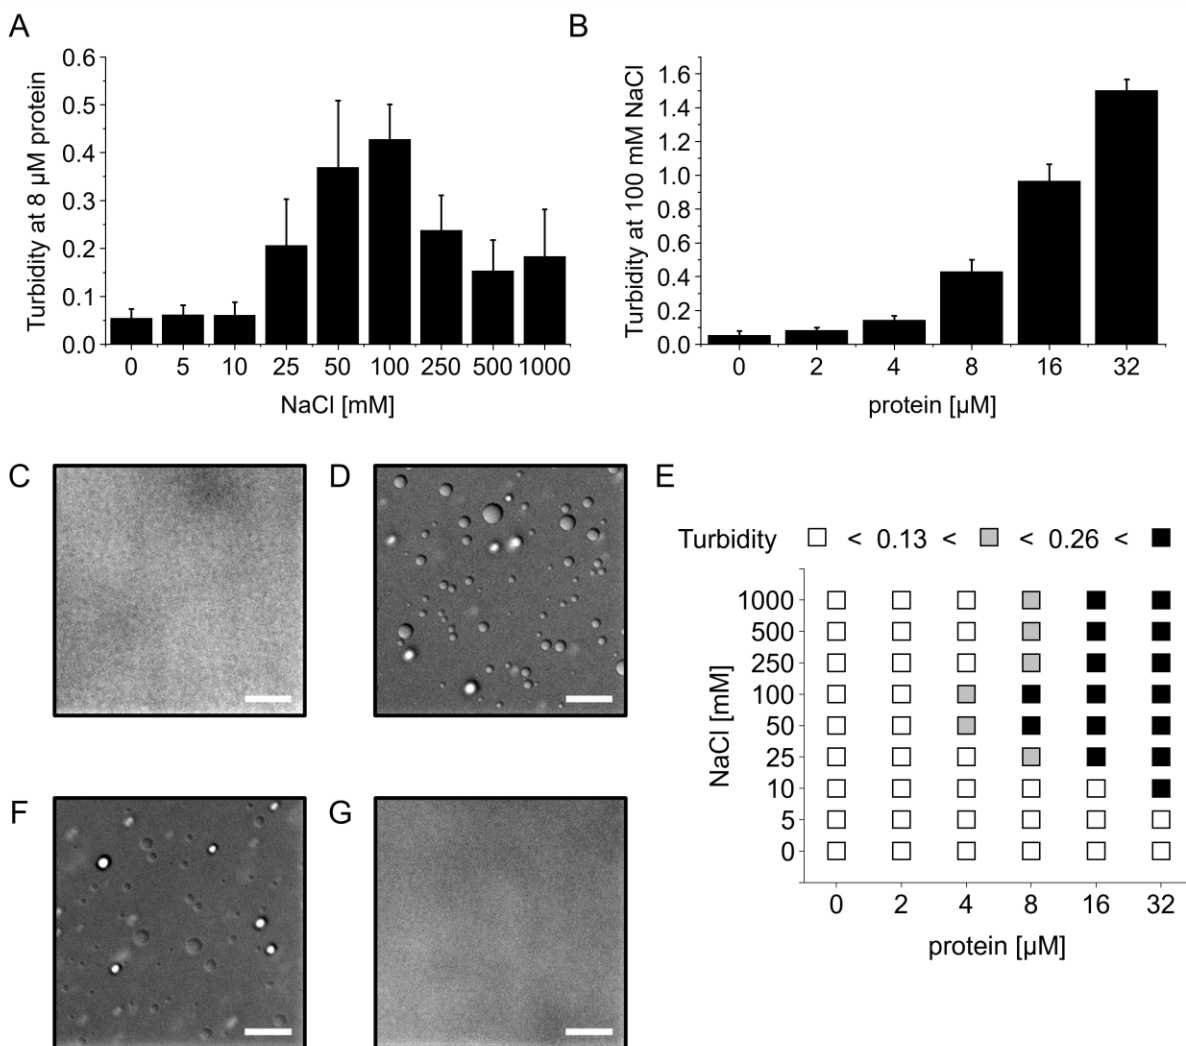 A
Turbidity at 8 µM protein
0.6
0.5
0.4
0.3
0.2
0.1
0.0
0 5 10 25 50 100 250 500 1000
NaCl [mM]
B
Turbidity at 100 mM NaCl
1.6
1.4
1.2
1.0
0.8
0.6
0.4
0.2
0.0
0 2 4 8 16 32
protein [µM]
C
D
E
Turbidity < 0.13 < < 0.26 <
NaCl [mM]
1000
500
250
100
50
25
10
5
0
0 2 4 8 16 32
protein [µM]
F
G